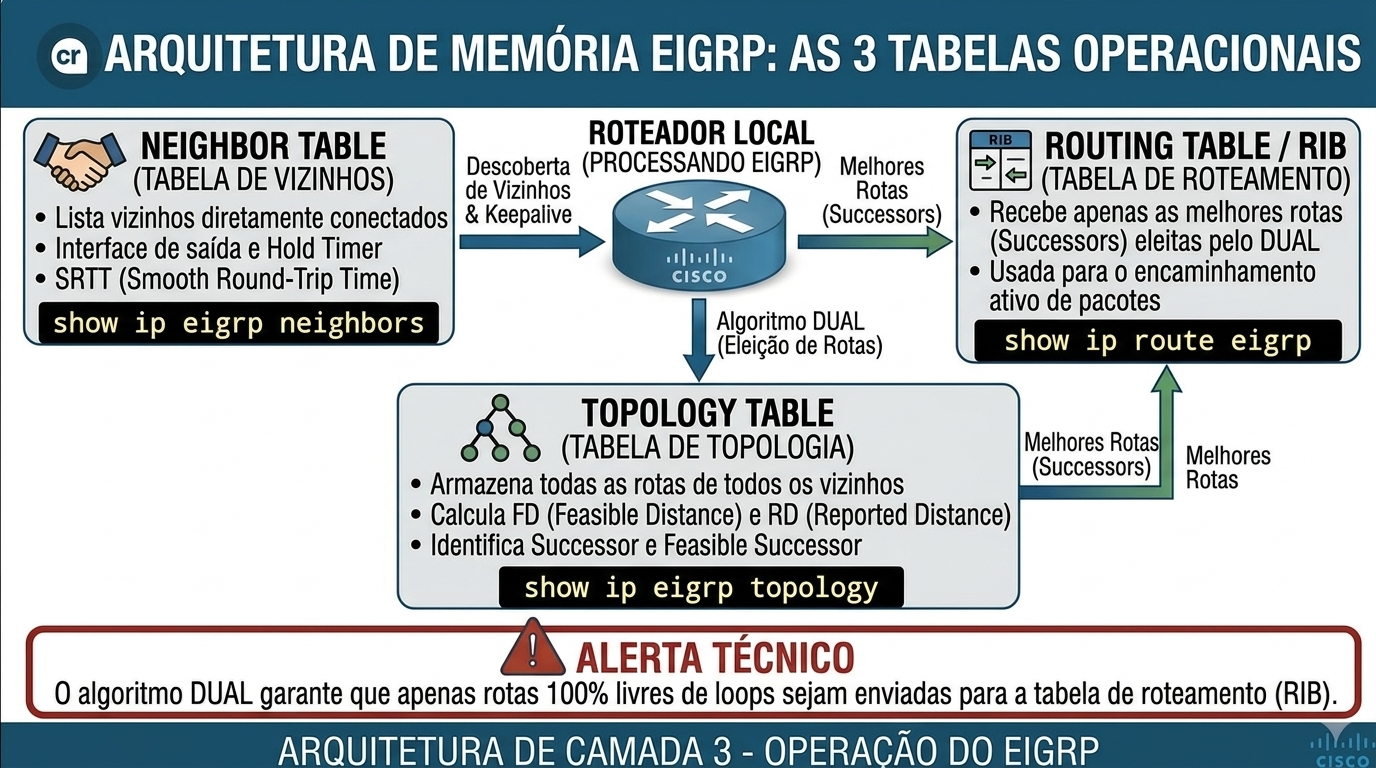 cr
ARQUITETURA DE MEMÓRIA EIGRP: AS 3 TABELAS OPERACIONAIS
NEIGHBOR TABLE
(TABELA DE VIZINHOS)
• Lista vizinhos diretamente conectados
• Interface de saída e Hold Timer
• SRTT (Smooth Round-Trip Time)
show ip eigrp neighbors
Descoberta
de Vizinhos
& Keepalive
ROTEADOR LOCAL
(PROCESSANDO EIGRP)
CISCO
Melhores
Rotas
(Successors)
RIB
ROUTING TABLE / RIB
(TABELA DE ROTEAMENTO)
• Recebe apenas as melhores rotas
(Successors) eleitas pelo DUAL
• Usada para o encaminhamento
ativo de pacotes
show ip route eigrp
Algoritmo DUAL
(Eleição de Rotas)
TOPOLOGY TABLE
(TABELA DE TOPOLOGIA)
• Armazena todas as rotas de todos os vizinhos
• Calcula FD (Feasible Distance) e RD (Reported Distance)
• Identifica Successor e Feasible Successor
show ip eigrp topology
Melhores Rotas
(Successors)
Melhores
Rotas
ALERTA TÉCNICO
O algoritmo DUAL garante que apenas rotas 100% livres de loops sejam enviadas para a tabela de roteamento (RIB).
ARQUITETURA DE CAMADA 3 - OPERAÇÃO DO EIGRP
CISCO